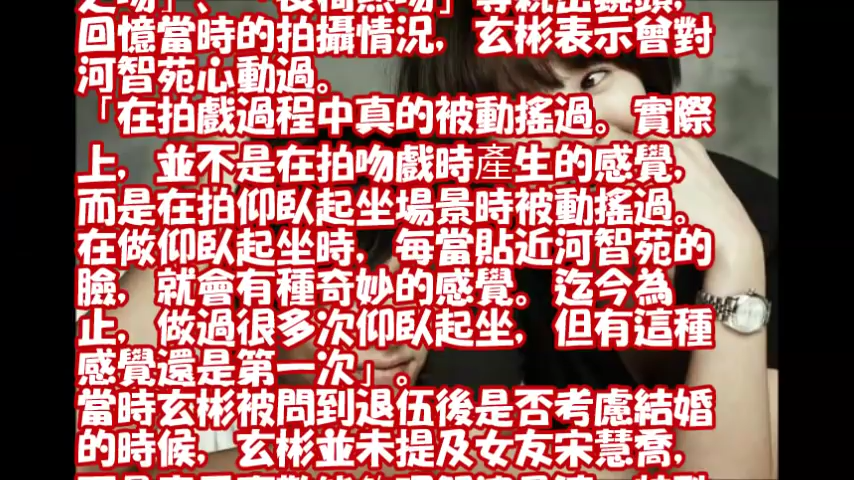 回憶當時的拍攝情況，玄彬表示曾對
河智苑心動過。
「在拍戲過程中真的被動搖過。實際
上，並不是在拍吻戲時產生的感覺，
而是在拍仰臥起坐場景時被動搖過。
在做仰臥起坐時，每當貼近河智苑的
臉，就會有種奇妙的感覺。迄今為
止，做過很多次仰臥起坐，但有這種
感覺還是第一次」。
當時玄彬被問到退伍後是否考慮結婚
的時候，玄彬並未提及女友宋慧喬，